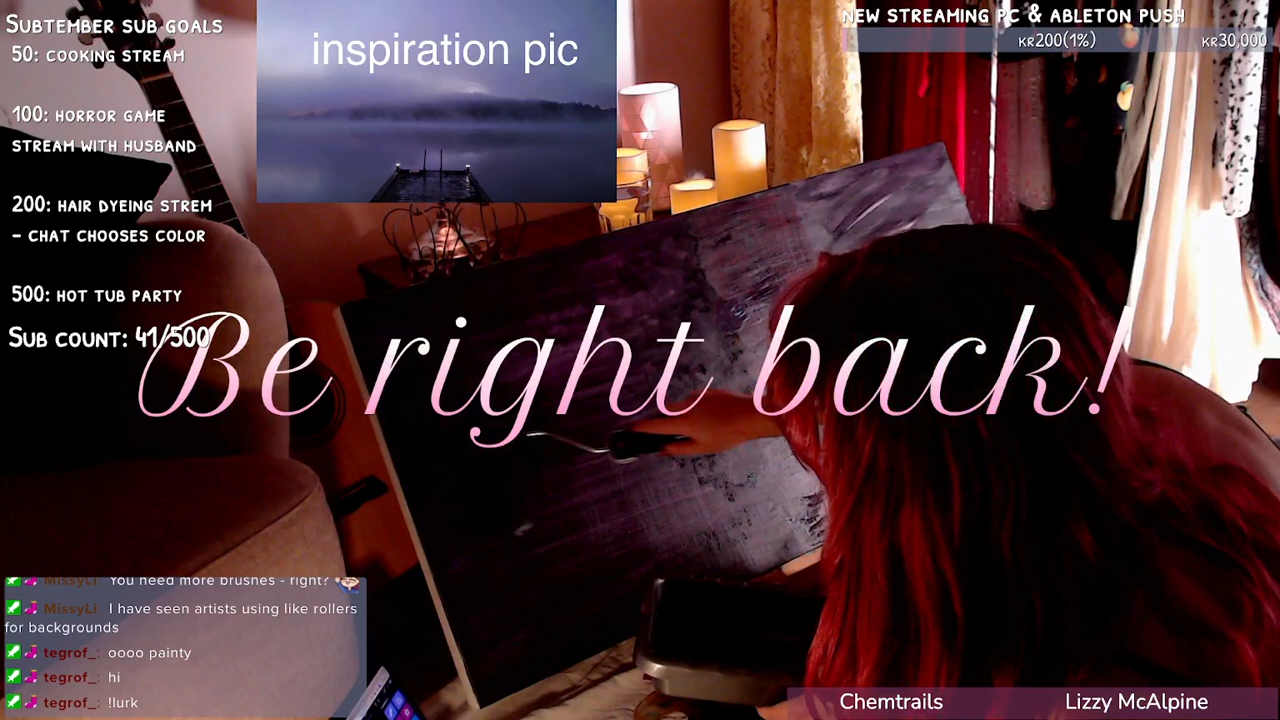 Subtember sub goals
50: cooking stream
100: horror game
stream with husband
200: hair dyeing strem
- chat chooses color
500: hot tub party
Sub count: 41/500
inspiration pic
new streaming pc & ableton push
kr200(1%)
kr30,000
Be right back!
MissyLi: You need more brushes - right?
MissyLi: I have seen artists using like rollers
for backgrounds
tegrof_: oooo painty
tegrof_: hi
tegrof_: !lurk
Chemtrails
Lizzy McAlpine